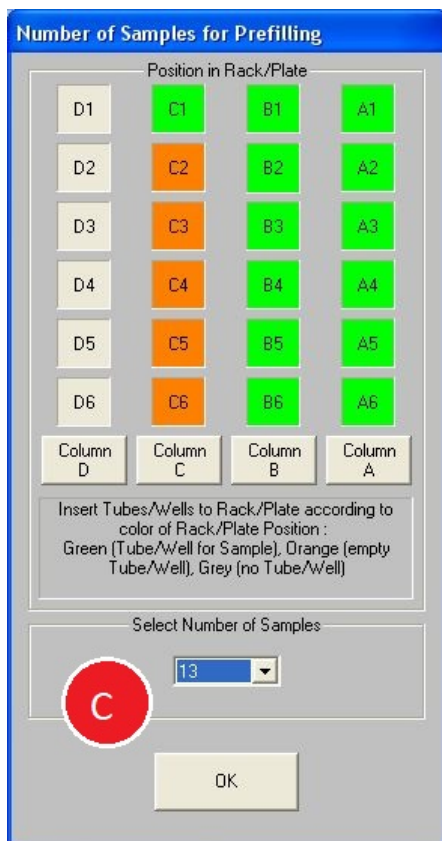 Number of Samples for Prefilling
Position in Rack/Plate
D1 C1 B1 A1
D2 C2 B2 A2
D3 C3 B3 A3
D4 C4 B4 A4
D5 C5 B5 A5
D6 C6 B6 A6
Column D Column C Column B Column A
Insert Tubes/Wells to Rack/Plate according to
color of Rack/Plate Position :
Green (Tube/Well for Sample), Orange (empty
Tube/Well), Grey (no Tube/Well)
Select Number of Samples
13
C
OK